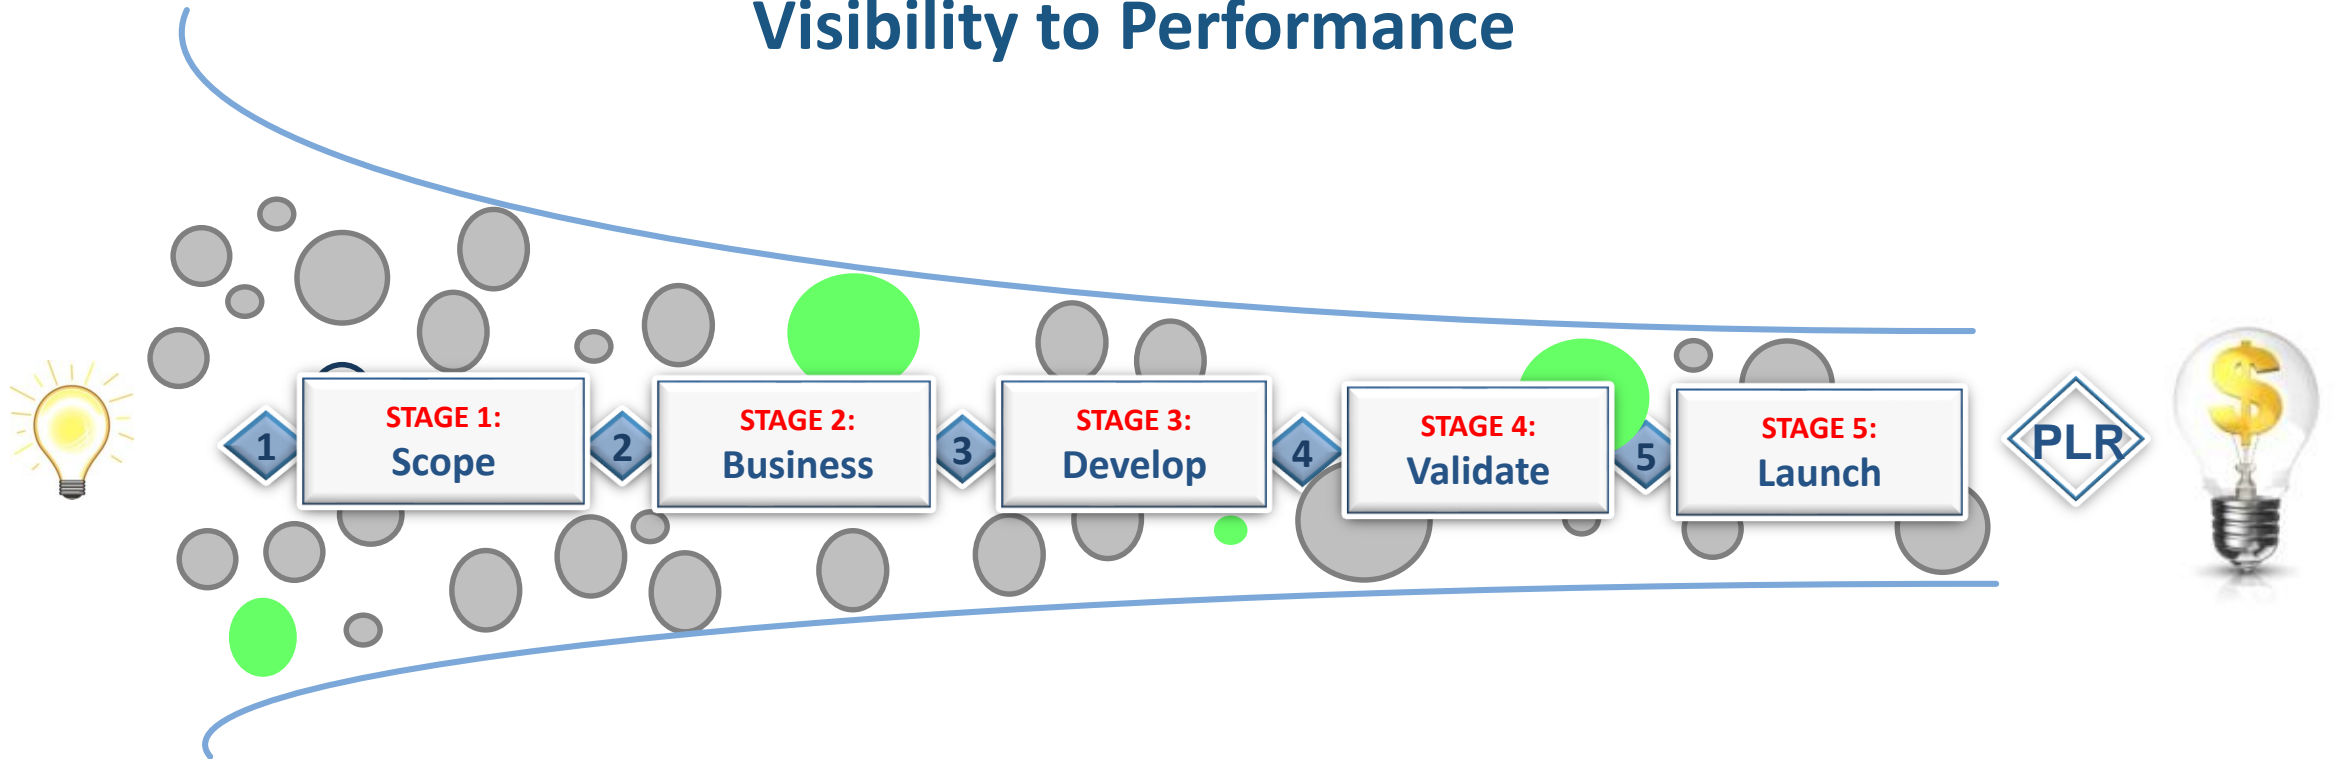 Visibility to Performance
1
STAGE 1:
Scope
2
STAGE 2:
Business
3
STAGE 3:
Develop
4
STAGE 4:
Validate
5
STAGE 5:
Launch
PLR
$